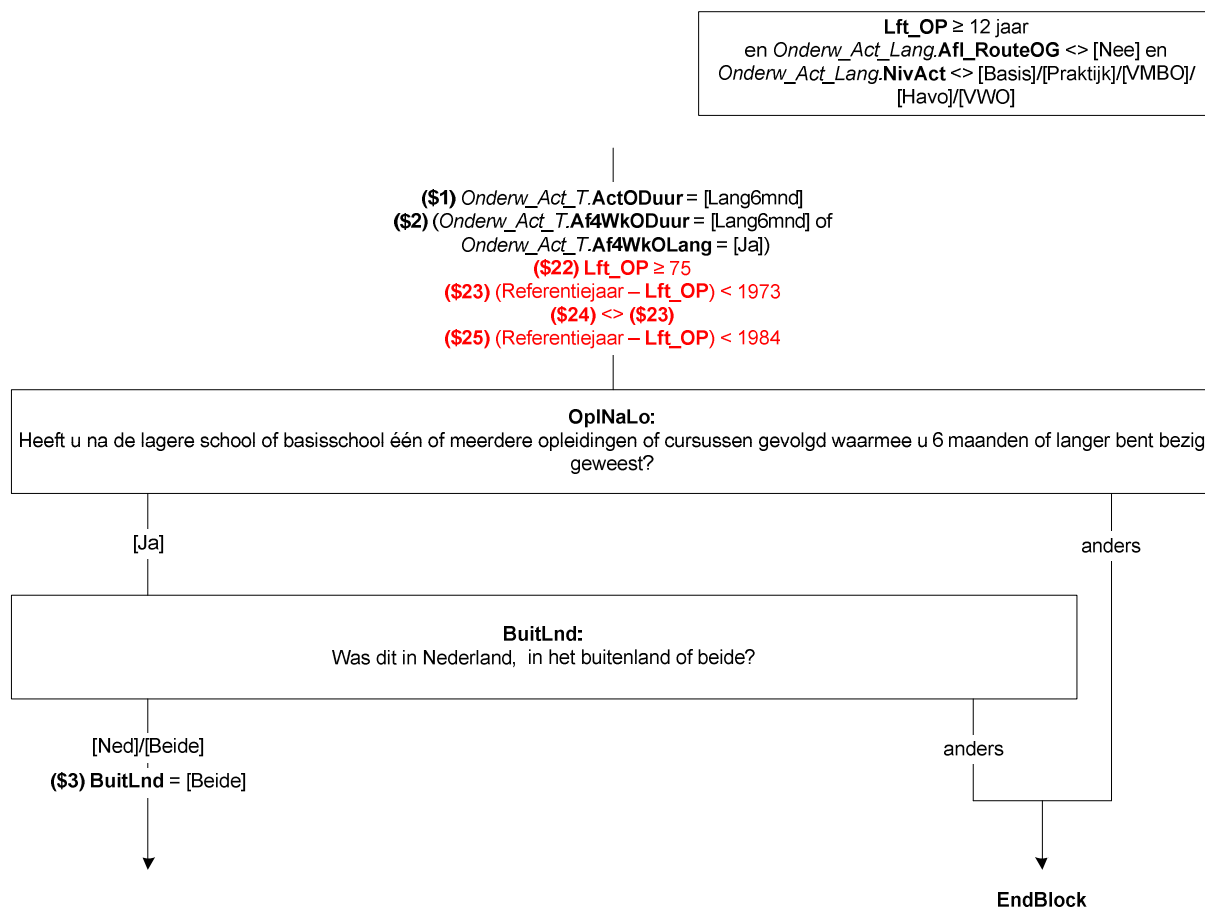 Lft_OP ≥ 12 jaar
en Onderw_Act_Lang.Afl_RouteOG <> [Nee] en
Onderw_Act_Lang.NivAct <> [Basis]/[Praktijk]/[VMBO]/
[Havo]/[VWO]
($1) Onderw_Act_T.ActODuur = [Lang6mnd]
($2) (Onderw_Act_T.Af4WkODuur = [Lang6mnd] of
Onderw_Act_T.Af4WkOLang = [Ja])
($22) Lft_OP ≥ 75
($23) (Referentiejaar – Lft_OP) < 1973
($24) <> ($23)
($25) (Referentiejaar – Lft_OP) < 1984
OplNaLo:
Heeft u na de lagere school of basisschool één of meerdere opleidingen of cursussen gevolgd waarmee u 6 maanden of langer bent bezig
geweest?
[Ja]
anders
BuitLnd:
Was dit in Nederland, in het buitenland of beide?
[Ned]/[Beide]
anders
($3) BuitLnd = [Beide]
EndBlock